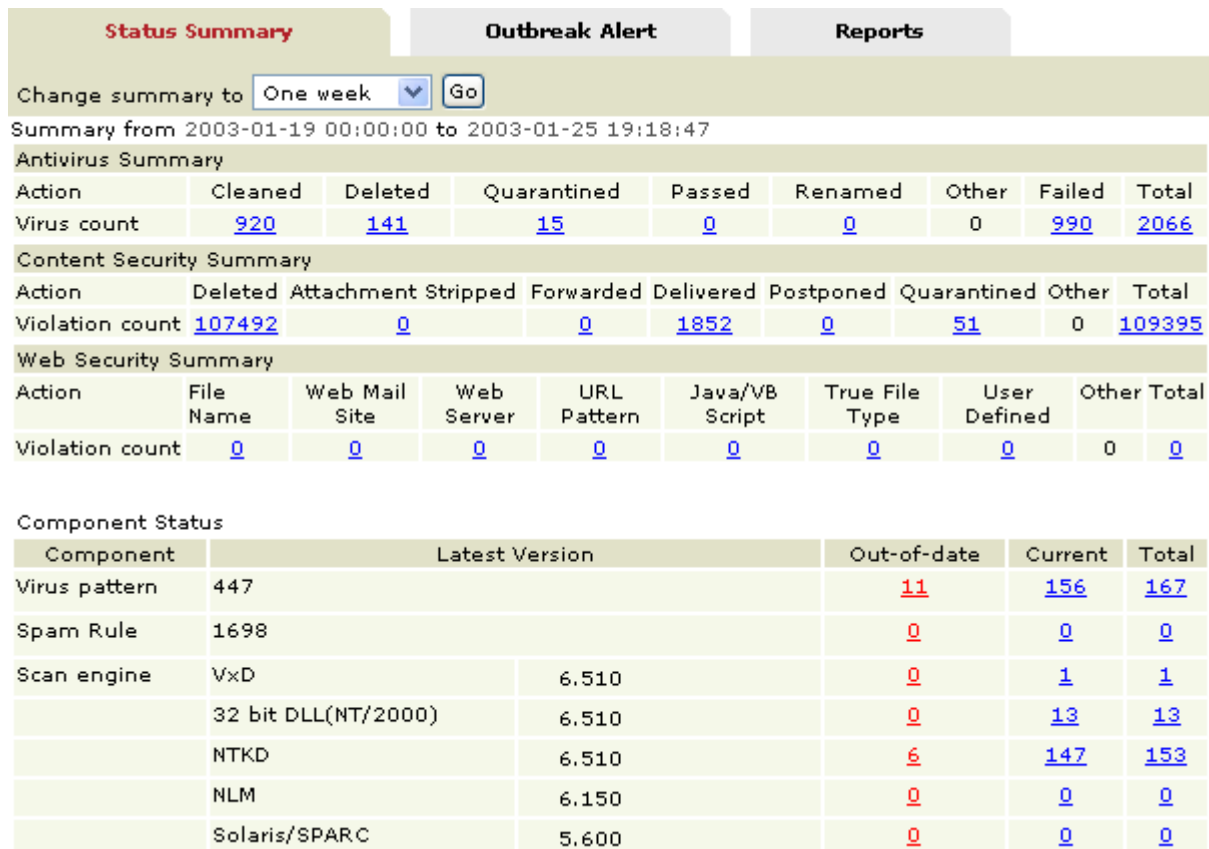 Status Summary Outbreak Alert Reports
Change summary to One week Go
Summary from 2003-01-19 00:00:00 to 2003-01-25 19:18:47
Antivirus Summary
Action Cleaned Deleted Quarantined Passed Renamed Other Failed Total
Virus count 920 141 15 0 0 0 990 2066
Content Security Summary
Action Deleted Attachment Stripped Forwarded Delivered Postponed Quarantined Other Total
Violation count 107492 0 0 1852 0 51 0 109395
Web Security Summary
Action File Web Mail Web URL Java/VB True File User Other Total
Name Site Server Pattern Script Type Defined
Violation count 0 0 0 0 0 0 0 0 0
Component Status
Component Latest Version Out-of-date Current Total
Virus pattern 447 11 156 167
Spam Rule 1698 0 0 0
Scan engine VxD 6.510 0 1 1
32 bit DLL(NT/2000) 6.510 0 13 13
NTKD 6.510 6 147 153
NLM 6.150 0 0 0
Solaris/SPARC 5.600 0 0 0